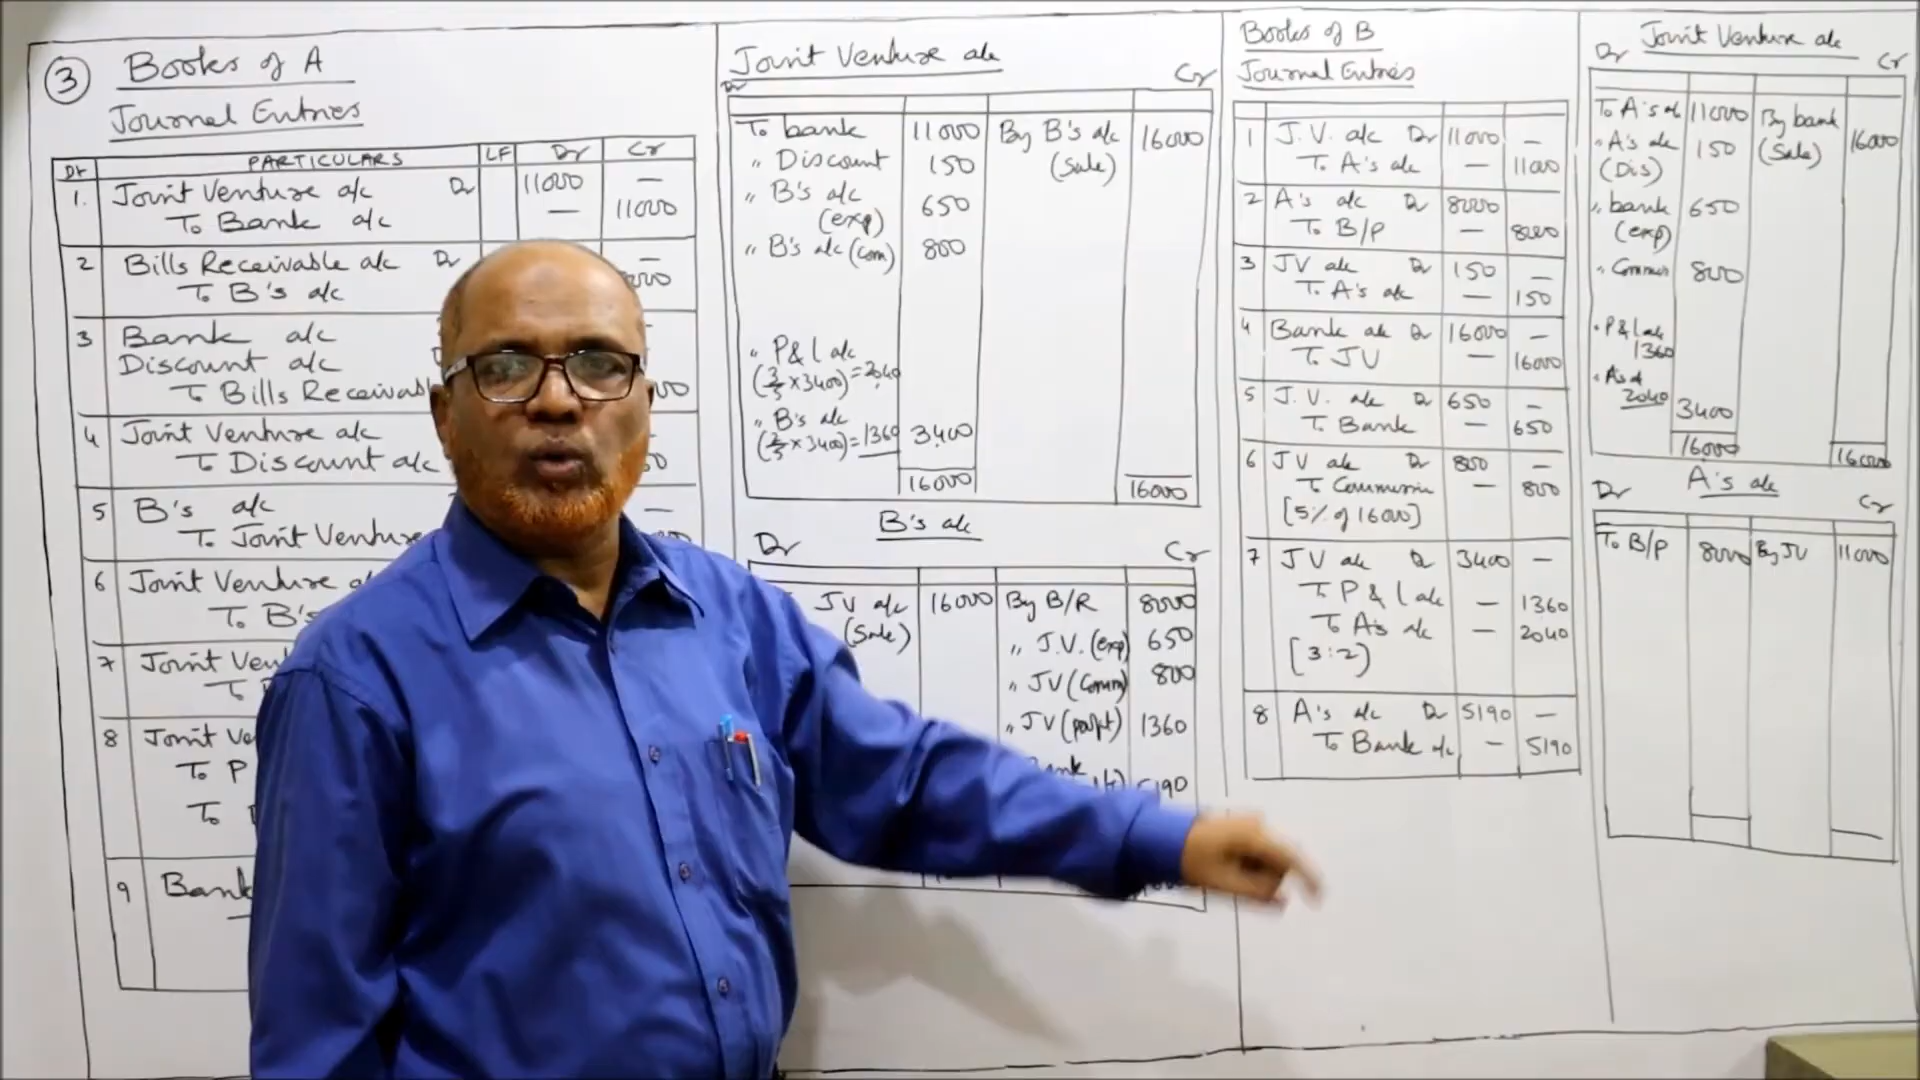 3 Books of A
Journal Entries
Dt PARTICULARS LF Dr Cr
1. Joint Venture a/c Dr 11000 —
To Bank a/c — 11000
2 Bills Receivable a/c Dr —
To B's a/c
3 Bank a/c
Discount a/c
To Bills Receivabl
4 Joint Venture a/c
To Discount a/c
5 B's a/c —
To Joint Venture
6 Joint Venture a
To B's
7 Joint Ven
To
8 Joint Ve
To P
To
9 Bank
Joint Venture a/c
Dr Cr
To bank 11000 By B's a/c 16000
" Discount 150 (Sale)
" B's a/c
(exp) 650
" B's a/c (com) 800
" P & L a/c
(3/5 x 3400) = 2040
" B's a/c
(2/5 x 3400) = 1360 3400
16000 16000
B's a/c
Dr Cr
JV a/c 16000 By B/R 8000
(Sale) " J.V. (exp) 650
" JV (Comm) 800
" JV (profit) 1360
Bank
5190
Books of B
Journal Entries
1 J.V. a/c Dr 11000 —
To A's a/c — 11000
2 A's a/c Dr 8000 —
To B/P — 8000
3 JV a/c Dr 150 —
To A's a/c — 150
4 Bank a/c Dr 16000 —
To JV — 16000
5 J.V. a/c Dr 650 —
To Bank — 650
6 JV a/c Dr 800 —
To Commission — 800
[5% of 16000]
7 JV a/c Dr 3400 —
To P & L a/c — 1360
To A's a/c — 2040
[3:2]
8 A's a/c Dr 5190 —
To Bank a/c — 5190
Joint Venture a/c
Dr Cr
To A's a/c 11000 By bank 16000
" A's a/c 150 (Sale)
(Dis)
" bank 650
(exp)
" Commn 800
" P & L a/c
1360
" A's a/c
2040 3400
16000 16000
A's a/c
Dr Cr
To B/P 8000 By JV 11000